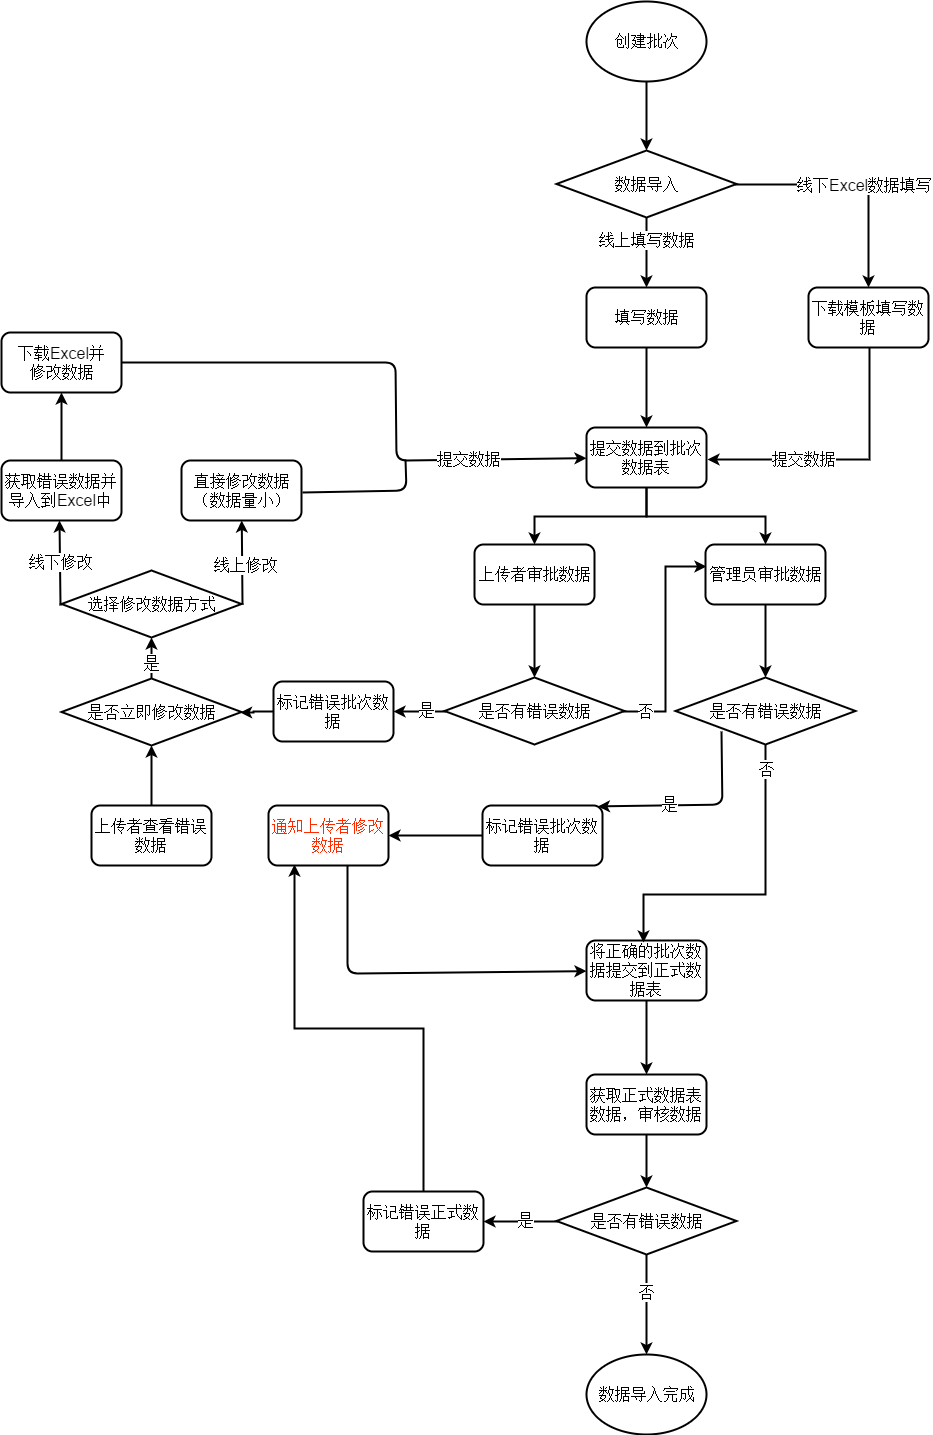 创建批次
数据导入
线下Excel数据填写
线上填写数据
填写数据
下载模板填写数
据
下载Excel并
修改数据
提交数据到批次
数据表
提交数据
提交数据
获取错误数据并
导入到Excel中
直接修改数据
（数据量小）
线下修改
线上修改
上传者审批数据
管理员审批数据
选择修改数据方式
是
是否立即修改数据
标记错误批次数
据
是
是否有错误数据
否
是否有错误数据
否
上传者查看错误
数据
通知上传者修改
数据
标记错误批次数
据
是
将正确的批次数
据提交到正式数
据表
获取正式数据表
数据，审核数据
标记错误正式数
据
是
是否有错误数据
否
数据导入完成